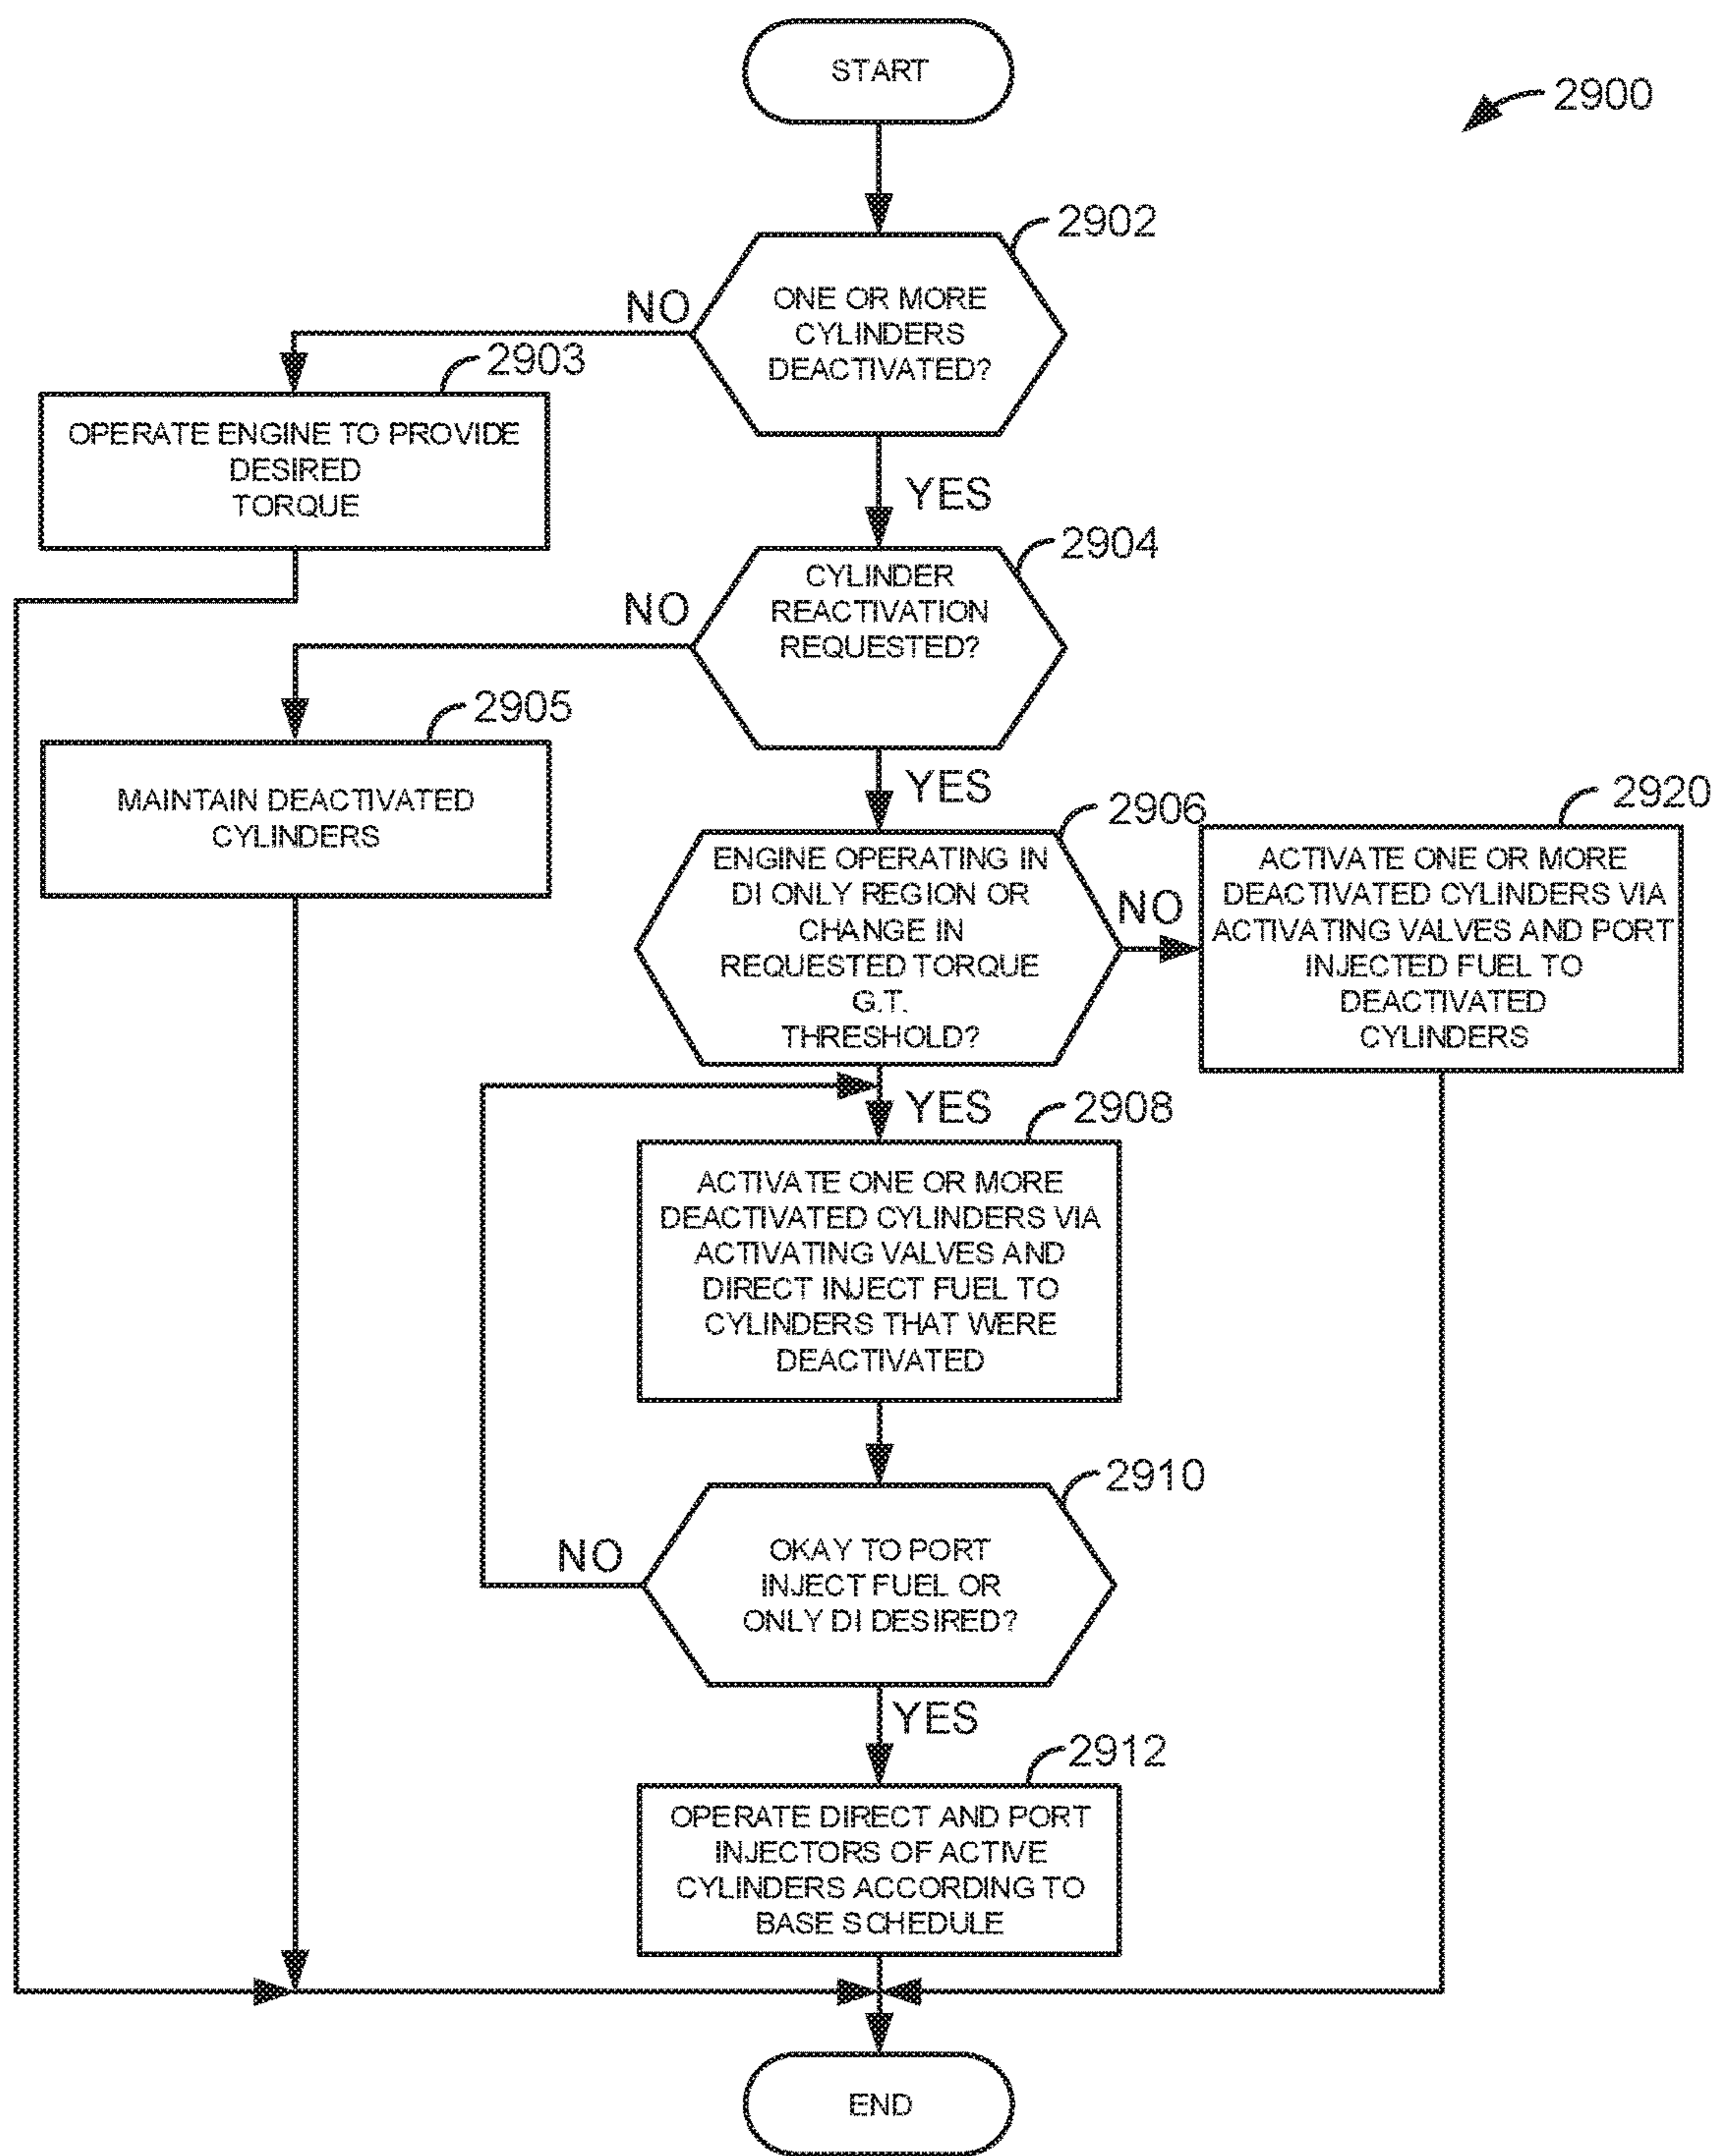 START
2900
2902
ONE OR MORE
CYLINDERS
DEACTIVATED?
NO
2903
OPERATE ENGINE TO PROVIDE
DESIRED
TORQUE
YES
2904
CYLINDER
REACTIVATION
REQUESTED?
NO
2905
MAINTAIN DEACTIVATED
CYLINDERS
YES
2906
ENGINE OPERATING IN
DI ONLY REGION OR
CHANGE IN
REQUESTED TORQUE
G.T.
THRESHOLD?
NO
2920
ACTIVATE ONE OR MORE
DEACTIVATED CYLINDERS VIA
ACTIVATING VALVES AND PORT
INJECTED FUEL TO
DEACTIVATED
CYLINDERS
YES
2908
ACTIVATE ONE OR MORE
DEACTIVATED CYLINDERS VIA
ACTIVATING VALVES AND
DIRECT INJECT FUEL TO
CYLINDERS THAT WERE
DEACTIVATED
2910
OKAY TO PORT
INJECT FUEL OR
ONLY DI DESIRED?
NO
YES
2912
OPERATE DIRECT AND PORT
INJECTORS OF ACTIVE
CYLINDERS ACCORDING TO
BASE SCHEDULE
END